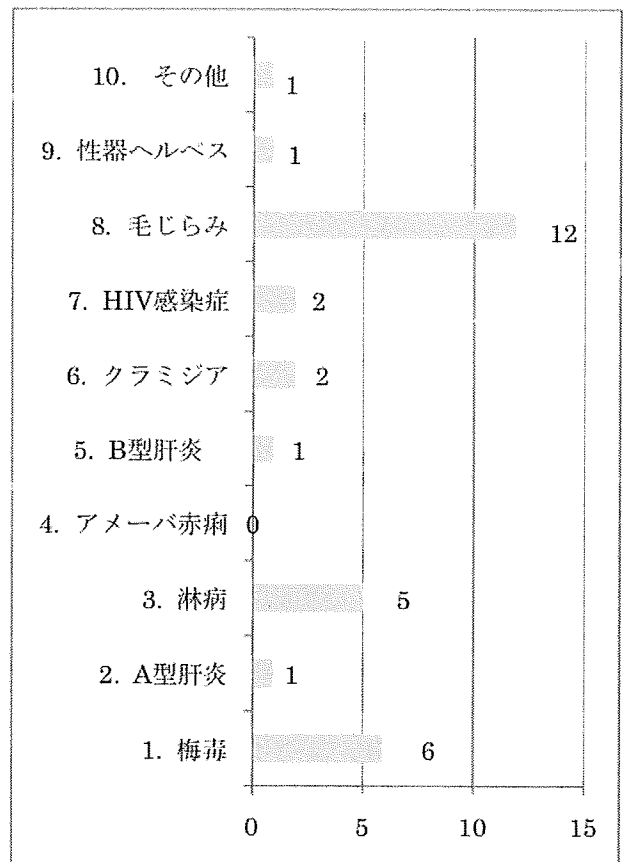 10. その他 1
9. 性器ヘルペス 1
8. 毛じらみ 12
7. HIV感染症 2
6. クラミジア 2
5. B型肝炎 1
4. アメーバ赤痢 0
3. 淋病 5
2. A型肝炎 1
1. 梅毒 6
0 5 10 15